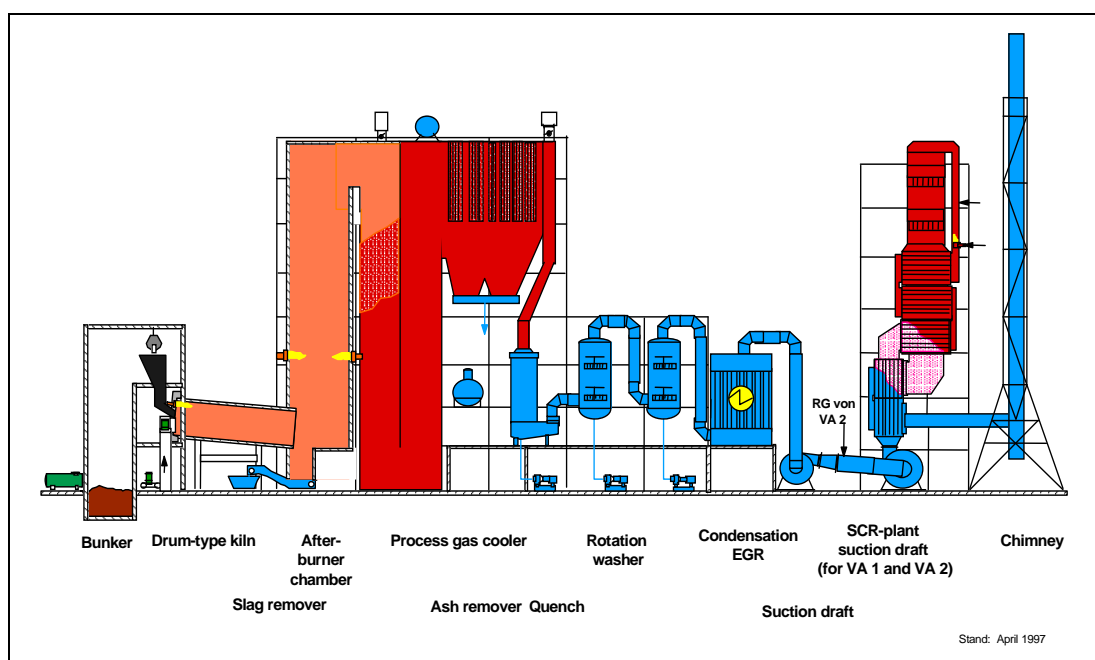 RG von
VA 2
Bunker
Drum-type kiln
After-
burner
chamber
Process gas cooler
Rotation
washer
Condensation
EGR
SCR-plant
suction draft
(for VA 1 and VA 2)
Chimney
Slag remover
Ash remover Quench
Suction draft
Stand: April 1997